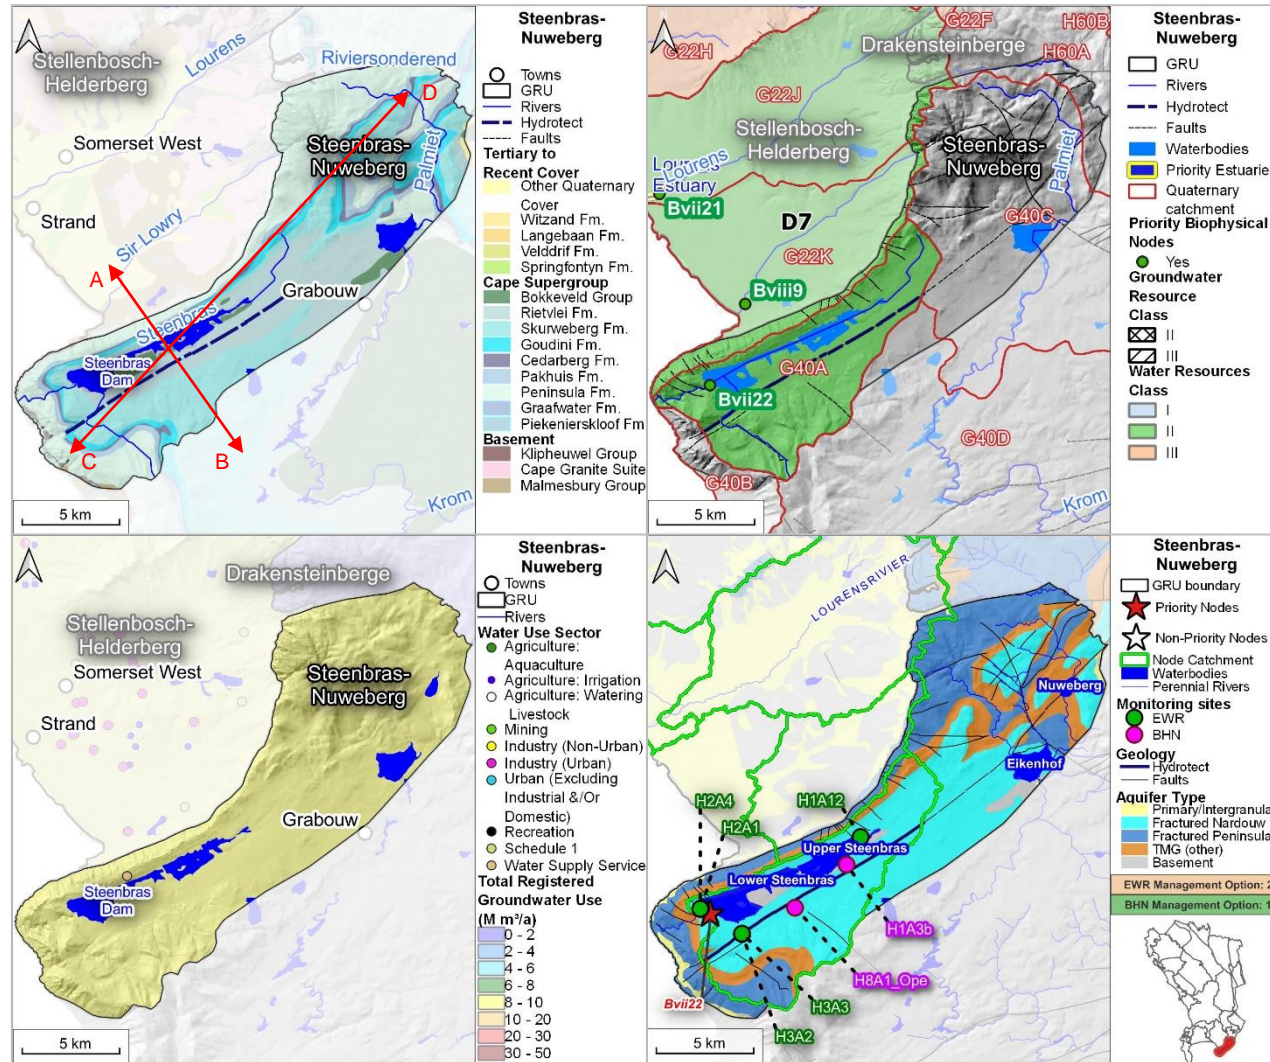 Stellenbosch-
Helderberg
Lourens
Riviersonderend
D
Somerset West
Steenbras-
Nuweberg
Palmiet
Strand
Sir Lowry
A
Grabouw
Steenbras
Steenbras
Dam
C
B
Krom
5 km
Steenbras-
Nuweberg
Towns
GRU
Rivers
Hydrotect
Faults
Tertiary to
Recent Cover
Other Quaternary
Cover
Witzand Fm.
Langebaan Fm.
Velddrif Fm.
Springfontyn Fm.
Cape Supergroup
Bokkeveld Group
Rietvlei Fm.
Skurweberg Fm.
Goudini Fm.
Cedarberg Fm.
Pakhuis Fm.
Peninsula Fm.
Graafwater Fm.
Piekenierskloof Fm
Basement
Klipheuwel Group
Cape Granite Suite
Malmesbury Group
G22F
H60B
Drakensteinberge
G22H
H60A
G22J
Stellenbosch-
Helderberg
Steenbras-
Nuweberg
Lourens
Estuary
Bvii21
Palmiet
D7
G40C
G22K
Bviii9
G40A
Bvii22
G40D
G40B
Krom
5 km
Steenbras-
Nuweberg
GRU
Rivers
Hydrotect
Faults
Waterbodies
Priority Estuarie
Quaternary
catchment
Priority Biophysical
Nodes
Yes
Groundwater
Resource
Class
II
III
Water Resources
Class
I
II
III
Drakensteinberge
Stellenbosch-
Helderberg
Somerset West
Steenbras-
Nuweberg
Strand
Grabouw
Steenbras
Dam
5 km
Steenbras-
Nuweberg
Towns
GRU
Rivers
Water Use Sector
Agriculture:
Aquaculture
Agriculture: Irrigation
Agriculture: Watering
Livestock
Mining
Industry (Non-Urban)
Industry (Urban)
Urban (Excluding
Industrial &/Or
Domestic)
Recreation
Schedule 1
Water Supply Service
Total Registered
Groundwater Use
(M m³/a)
0 - 2
2 - 4
4 - 6
6 - 8
8 - 10
10 - 20
20 - 30
30 - 50
LOURENSRIVIER
Nuweberg
Eikenhof
H2A4
H1A12
H2A1
Upper Steenbras
Lower Steenbras
H1A3b
H8A1_Ope
Bvii22
H3A3
H3A2
5 km
Steenbras-
Nuweberg
GRU boundary
Priority Nodes
Non-Priority Nodes
Node Catchment
Waterbodies
Perennial Rivers
Monitoring sites
EWR
BHN
Geology
Hydrotect
Faults
Aquifer Type
Primary/Intergranula
Fractured Nardouw
Fractured Peninsula
TMG (other)
Basement
EWR Management Option: 2
BHN Management Option: 1